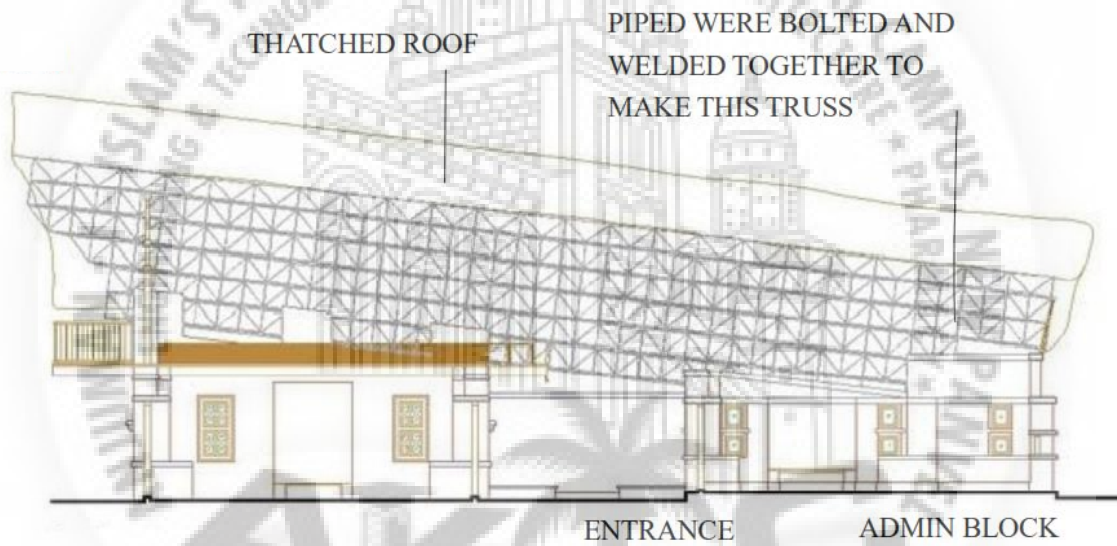 THATCHED ROOF
PIPED WERE BOLTED AND
WELDED TOGETHER TO
MAKE THIS TRUSS
ENTRANCE
ADMIN BLOCK